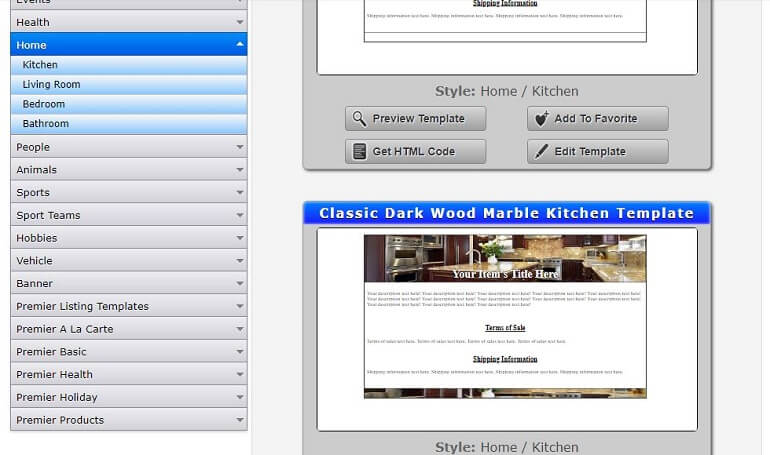 Events
Health
Home
Kitchen
Living Room
Bedroom
Bathroom
People
Animals
Sports
Sport Teams
Hobbies
Vehicle
Banner
Premier Listing Templates
Premier A La Carte
Premier Basic
Premier Health
Premier Holiday
Premier Products
Shipping Information
Shipping information text here. Shipping information text here. Shipping information text here. Shipping information text here.
Style: Home / Kitchen
Preview Template
Add To Favorite
Get HTML Code
Edit Template
Classic Dark Wood Marble Kitchen Template
Your Item's Title Here
Your description text here! Your description text here! Your description text here! Your description text here! Your description text here!
Your description text here! Your description text here! Your description text here! Your description text here! Your description text here!
Your description text here! Your description text here! Your description text here!
Terms of Sale
Terms of sales text here. Terms of sales text here. Terms of sales text here. Terms of sales text here.
Shipping Information
Shipping information text here. Shipping information text here. Shipping information text here. Shipping information text here.
Style: Home / Kitchen